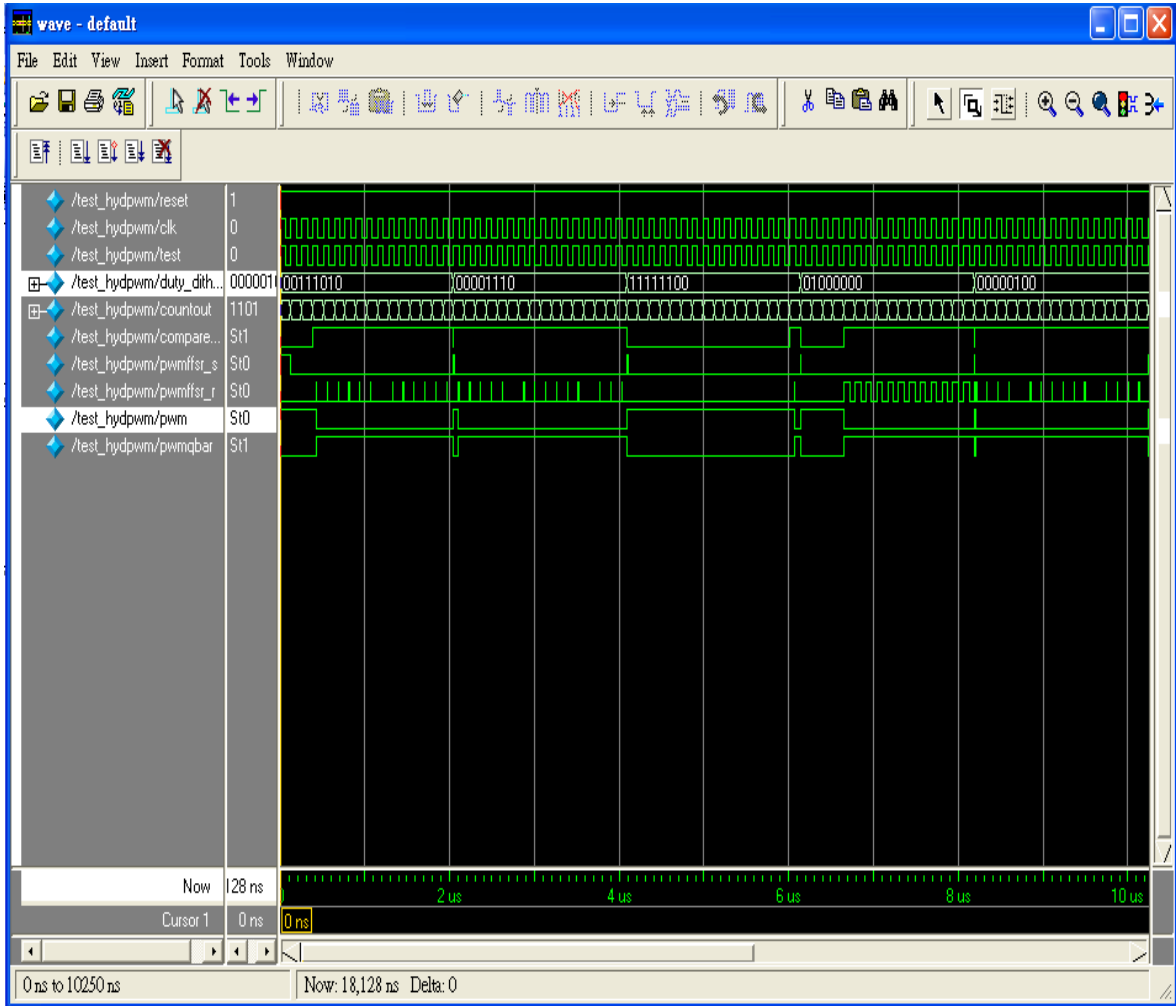 wave - default
File Edit View Insert Format Tools Window
/test_hydpwm/reset 1
/test_hydpwm/clk 0
/test_hydpwm/test 0
/test_hydpwm/duty_dith... 0000010 00111010 00001110 11111100 01000000 00000100
/test_hydpwm/countout 1101
/test_hydpwm/compare... St1
/test_hydpwm/pwmffsr_s St0
/test_hydpwm/pwmffsr_r St0
/test_hydpwm/pwm St0
/test_hydpwm/pwmqbar St1
Now 128 ns 2 us 4 us 6 us 8 us 10 us
Cursor 1 0 ns 0 ns
0 ns to 10250 ns Now: 18,128 ns Delta: 0